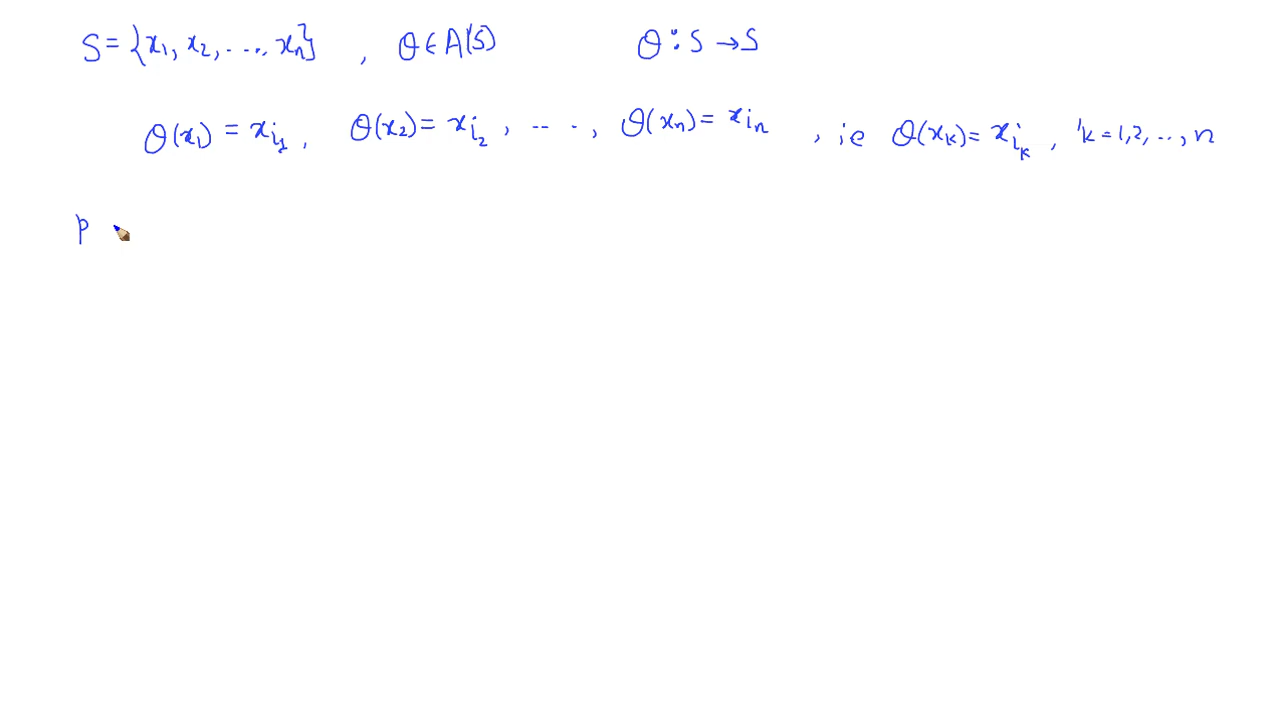 S = {x₁, x₂, ..., xₙ} , θ ∈ A(S) θ : S → S
θ(x₁) = x_{i₁} , θ(x₂) = x_{i₂} , ... , θ(xₙ) = x_{iₙ} , ie θ(x_k) = x_{i_k} , k = 1, 2, ..., n
P